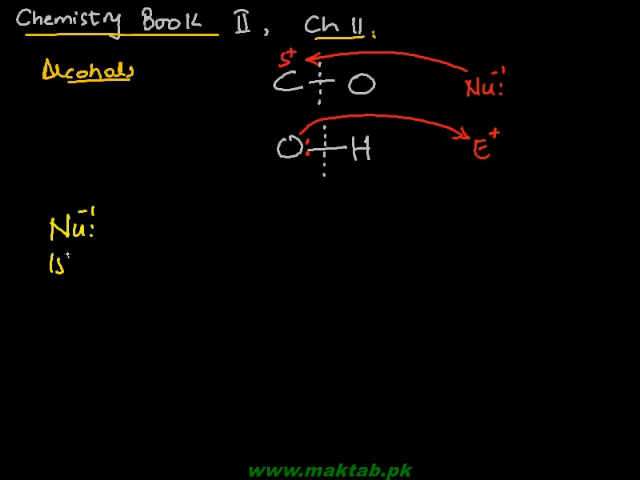 Chemistry Book II, Ch 11.
Alcohols
δ+
C O Nu:-1
O: H E+
Nu:-1
www.maktab.pk